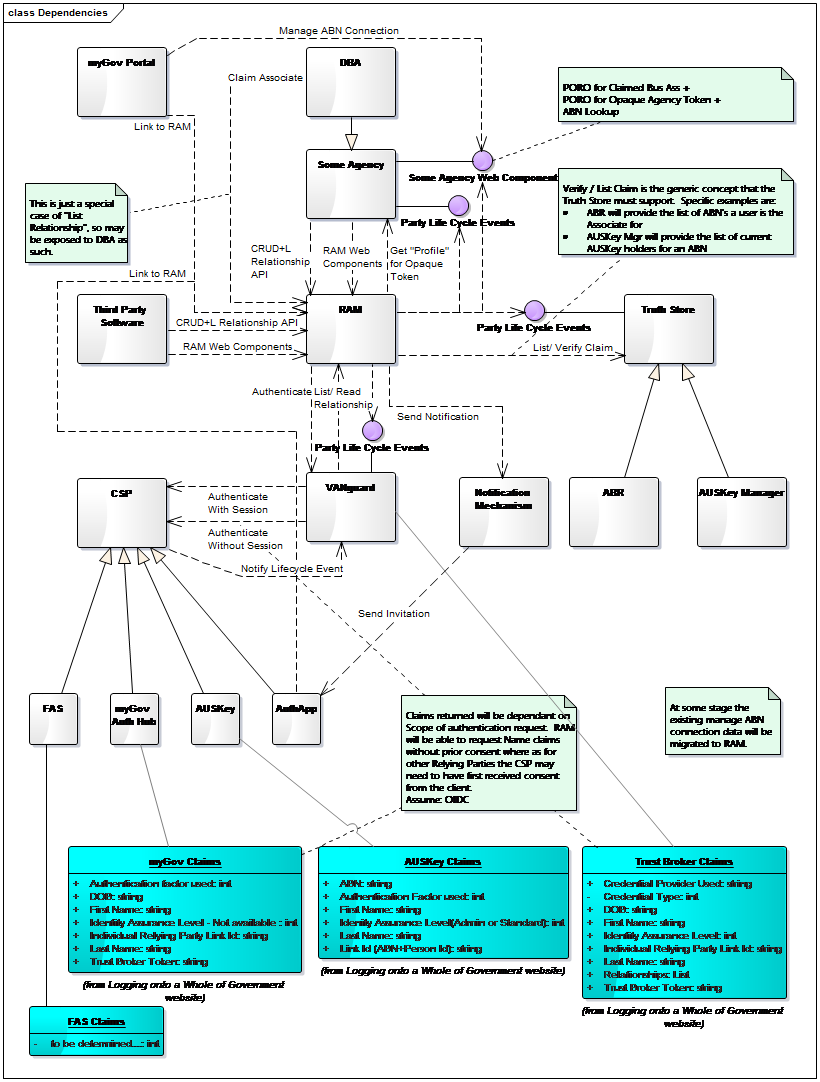 class Dependencies
Manage ABN Connection
myGov Portal
DBA
Claim Associate
PORO for Claimed Bus Ass +
PORO for Opaque Agency Token +
ABN Lookup
Link to RAM
Some Agency
Some Agency Web Component
This is just a special
case of "List
Relationship", so may
be exposed to DBA as
such.
Verify / List Claim is the generic concept that the
Truth Store must support. Specific examples are:
• ABR will provide the list of ABN's a user is the
Associate for
• AUSKey Mgr will provide the list of current
AUSKey holders for an ABN
Party Life Cycle Events
CRUD+L
Relationship
API
RAM Web
Components
Get "Profile"
for Opaque
Token
Link to RAM
Third Party
Software
CRUD+L Relationship API
RAM Web Components
RAM
Party Life Cycle Events
Truth Store
List/ Verify Claim
Authenticate
List/ Read
Relationship
Send Notification
Party Life Cycle Events
CSP
VANguard
Notification
Mechanism
ABR
AUSKey Manager
Authenticate
With Session
Authenticate
Without Session
Notify Lifecycle Event
Send Invitation
FAS
myGov
Auth Hub
AUSKey
AuthApp
Claims returned will be dependant on
Scope of authentication request. RAM
will be able to request Name claims
without prior consent where as for
other Relying Parties the CSP may
need to have first received consent
from the client.
Assume: OIDC
At some stage the
existing manage ABN
connection data will be
migrated to RAM.
myGov Claims
+ Authentication factor used: int
+ DOB: string
+ First Name: string
+ Identity Assurance Level - Not available :: int
+ Individual Relying Party Link Id: string
+ Last Name: string
+ Trust Broker Token: string
(from Logging onto a Whole of Government
website)
AUSKey Claims
+ ABN: string
+ Authentication Factor used: int
+ First Name: string
+ Identity Assurance Level(Admin or Standard): int
+ Last Name: string
+ Link Id (ABN+Person Id): string
(from Logging onto a Whole of Government website)
Trust Broker Claims
+ Credential Provider Used: string
- Credential Type: int
+ DOB: string
+ First Name: string
+ Identity Assurance Level: int
+ Individual Relying Party Link Id: string
+ Last Name: string
+ Relationships: List
+ Trust Broker Token: string
(from Logging onto a Whole of Government
website)
FAS Claims
- to be determined...: int